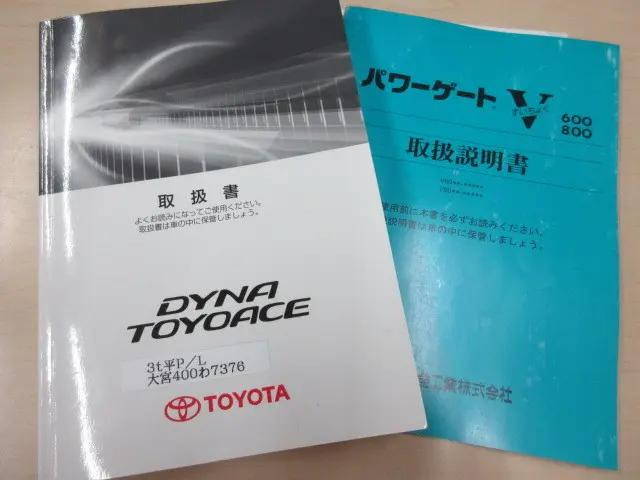 取扱書
よくお読みになってご使用ください。
取扱書は車の中に保管しましょう。
DYNA
TOYOACE
3t平P/L
大宮400わ7376
TOYOTA
パワーゲート V 600
すいちょく 800
取扱説明書
使用前に本書を必ずお読みください。
説明書は車の中に保管しましょう。
工業株式会社